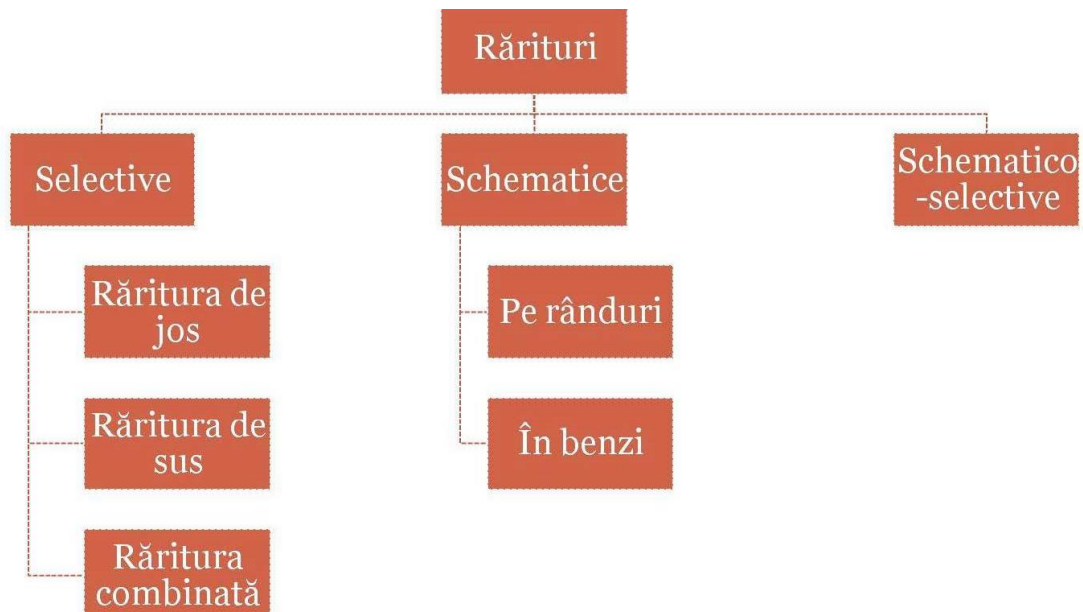 Rărituri
Selective
Schematice
Schematico
-selective
Răritura de
jos
Pe rânduri
Răritura de
sus
În benzi
Răritura
combinată